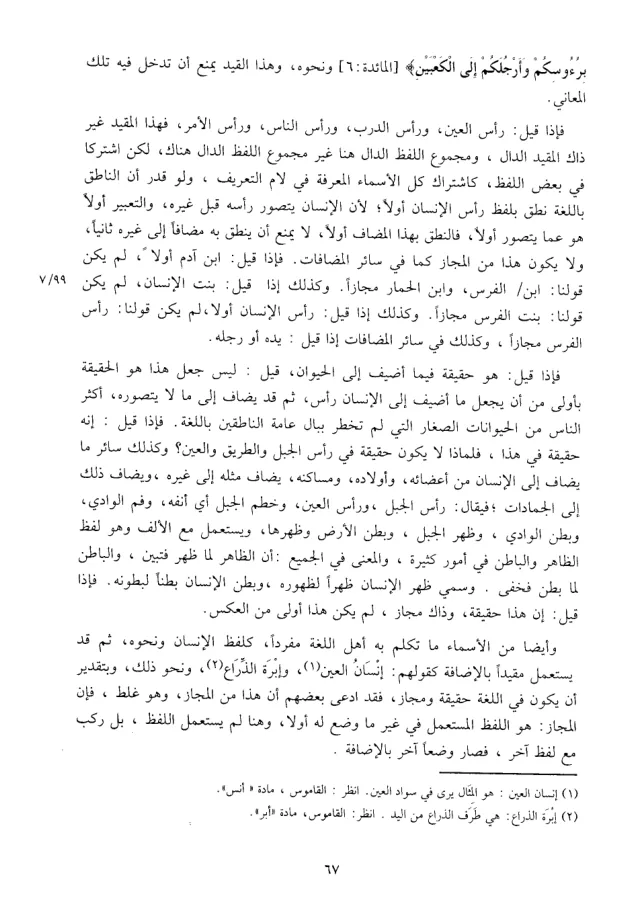 بِرُءُوسِكُمْ وَأَرْجُلَكُمْ إِلَى الْكَعْبَيْنِ﴾ [المائدة:٦] ونحوه، وهذا القيد يمنع أن تدخل فيه تلك
المعاني.
فإذا قيل: رأس العين، ورأس الدرب، ورأس الناس، ورأس الأمر، فهذا المقيد غير
ذاك المقيد الدال ، ومجموع اللفظ الدال هنا غير مجموع اللفظ الدال هناك، لكن اشتركا
في بعض اللفظ، كاشتراك كل الأسماء المعرفة في لام التعريف ، ولو قدر أن الناطق
باللغة نطق بلفظ رأس الإنسان أولاً؛ لأن الإنسان يتصور رأسه قبل غيره، والتعبير أولاً
هو عما يتصور أولاً، فالنطق بهذا المضاف أولاً، لا يمنع أن ينطق به مضافاً إلى غيره ثانياً،
ولا يكون هذا من المجاز كما في سائر المضافات. فإذا قيل: ابن آدم أولا ً، لم يكن
قولنا: ابن/ الفرس، وابن الحمار مجازاً. وكذلك إذا قيل: بنت الإنسان، لم يكن
٧/٩٩
قولنا: بنت الفرس مجازاً. وكذلك إذا قيل: رأس الإنسان أولا،لم يكن قولنا: رأس
الفرس مجازاً ، وكذلك في سائر المضافات إذا قيل : يده أو رجله.
فإذا قيل: هو حقيقة فيما أضيف إلى الحيوان، قيل : ليس جعل هذا هو الحقيقة
بأولى من أن يجعل ما أضيف إلى الإنسان رأس، ثم قد يضاف إلى ما لا يتصوره، أكثر
الناس من الحيوانات الصغار التي لم تخطر ببال عامة الناطقين باللغة. فإذا قيل : إنه
حقيقة في هذا ، فلماذا لا يكون حقيقة في رأس الجبل والطريق والعين؟ وكذلك سائر ما
يضاف إلى الإنسان من أعضائه، وأولاده، ومساكنه، يضاف مثله إلى غيره ،ويضاف ذلك
إلى الجمادات ؛فيقال: رأس الجبل ،ورأس العين، وخطم الجبل أي أنفه، وفم الوادي،
وبطن الوادي ، وظهر الجبل ، وبطن الأرض وظهرها، ويستعمل مع الألف وهو لفظ
الظاهر والباطن في أمور كثيرة ، والمعنى في الجميع :أن الظاهر لما ظهر فتبين ، والباطن
لما بطن فخفى . وسمي ظهر الإنسان ظهراً لظهوره ،وبطن الإنسان بطناً لبطونه. فإذا
قيل: إن هذا حقيقة، وذاك مجاز ، لم يكن هذا أولى من العكس.
وأيضا من الأسماء ما تكلم به أهل اللغة مفرداً، كلفظ الإنسان ونحوه، ثم قد
يستعمل مقيداً بالإضافة كقولهم: إنْسَانُ العين(١)، وإبْرَة الذِّرَاع(٢)، ونحو ذلك، وبتقدير
أن يكون في اللغة حقيقة ومجاز، فقد ادعى بعضهم أن هذا من المجاز، وهو غلط ، فإن
المجاز: هو اللفظ المستعمل في غير ما وضع له أولا، وهنا لم يستعمل اللفظ ، بل ركب
مع لفظ آخر ، فصار وضعاً آخر بالإضافة .
(١) إنسان العين : هو المِثَال يرى في سواد العين. انظر : القاموس ، مادة « أنس».
(٢) إبْرَة الذراع: هي طَرَف الذراع من اليد . انظر: القاموس، مادة «أبر».
٦٧